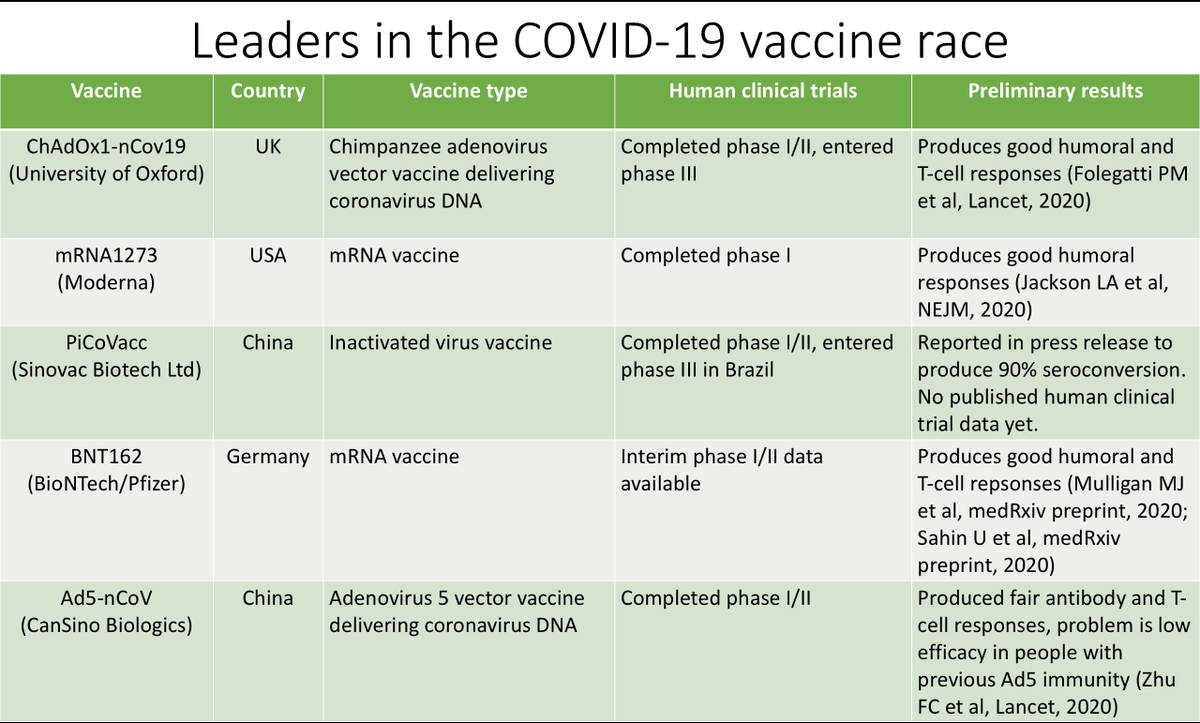 Leaders in the COVID-19 vaccine race
Vaccine
Country
Vaccine type
Human clinical trials
Preliminary results
ChAdOx1-nCov19
(University of Oxford)
UK
Chimpanzee adenovirus
vector vaccine delivering
coronavirus DNA
Completed phase I/II, entered
phase III
Produces good humoral and
T-cell responses (Folegatti PM
et al, Lancet, 2020)
mRNA1273
(Moderna)
USA
mRNA vaccine
Completed phase I
Produces good humoral
responses (Jackson LA et al,
NEJM, 2020)
PiCoVacc
(Sinovac Biotech Ltd)
China
Inactivated virus vaccine
Completed phase I/II, entered
phase III in Brazil
Reported in press release to
produce 90% seroconversion.
No published human clinical
trial data yet.
BNT162
(BioNTech/Pfizer)
Germany
mRNA vaccine
Interim phase I/II data
available
Produces good humoral and
T-cell repsonses (Mulligan MJ
et al, medRxiv preprint, 2020;
Sahin U et al, medRxiv
preprint, 2020)
Ad5-nCoV
(CanSino Biologics)
China
Adenovirus 5 vector vaccine
delivering coronavirus DNA
Completed phase I/II
Produced fair antibody and T-
cell responses, problem is low
efficacy in people with
previous Ad5 immunity (Zhu
FC et al, Lancet, 2020)